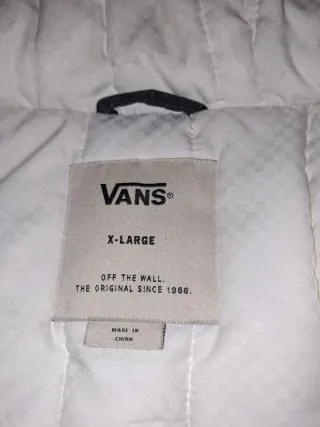 VANS®
X-LARGE
OFF THE WALL.
THE ORIGINAL SINCE 1966.
MADE IN
CHINA